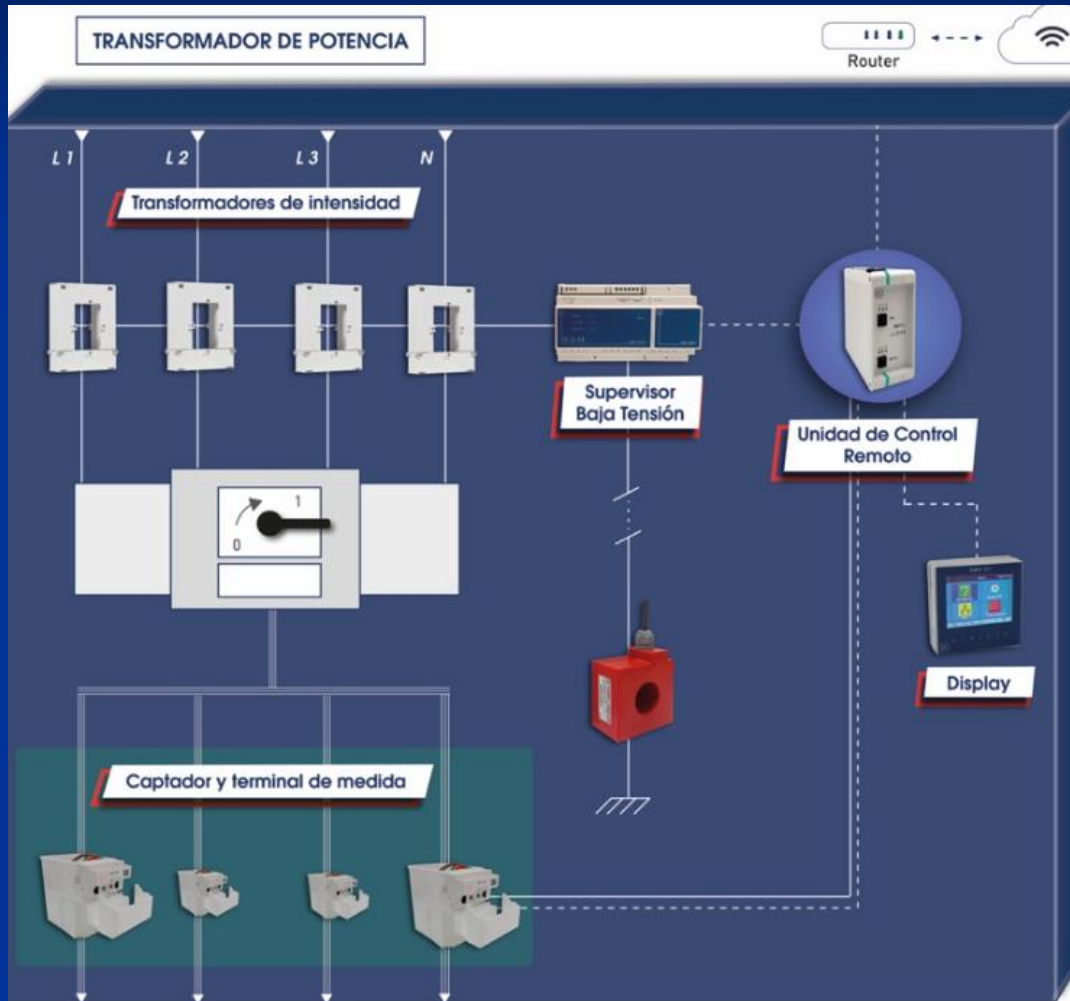 TRANSFORMADOR DE POTENCIA
Router
L1
L2
L3
N
Transformadores de intensidad
Supervisor
Baja Tensión
Unidad de Control
Remoto
1
0
Display
Captador y terminal de medida